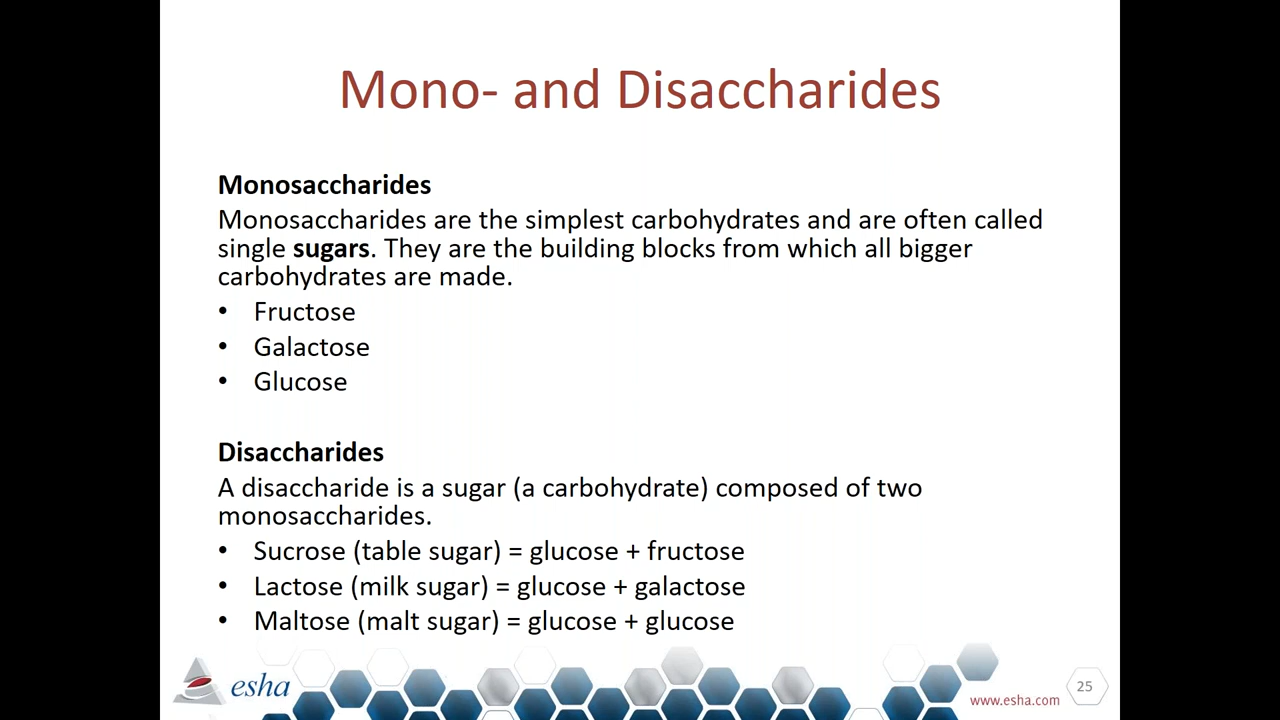 Mono- and Disaccharides
Monosaccharides
Monosaccharides are the simplest carbohydrates and are often called
single sugars. They are the building blocks from which all bigger
carbohydrates are made.
• Fructose
• Galactose
• Glucose
Disaccharides
A disaccharide is a sugar (a carbohydrate) composed of two
monosaccharides.
• Sucrose (table sugar) = glucose + fructose
• Lactose (milk sugar) = glucose + galactose
• Maltose (malt sugar) = glucose + glucose
esha
www.esha.com
25